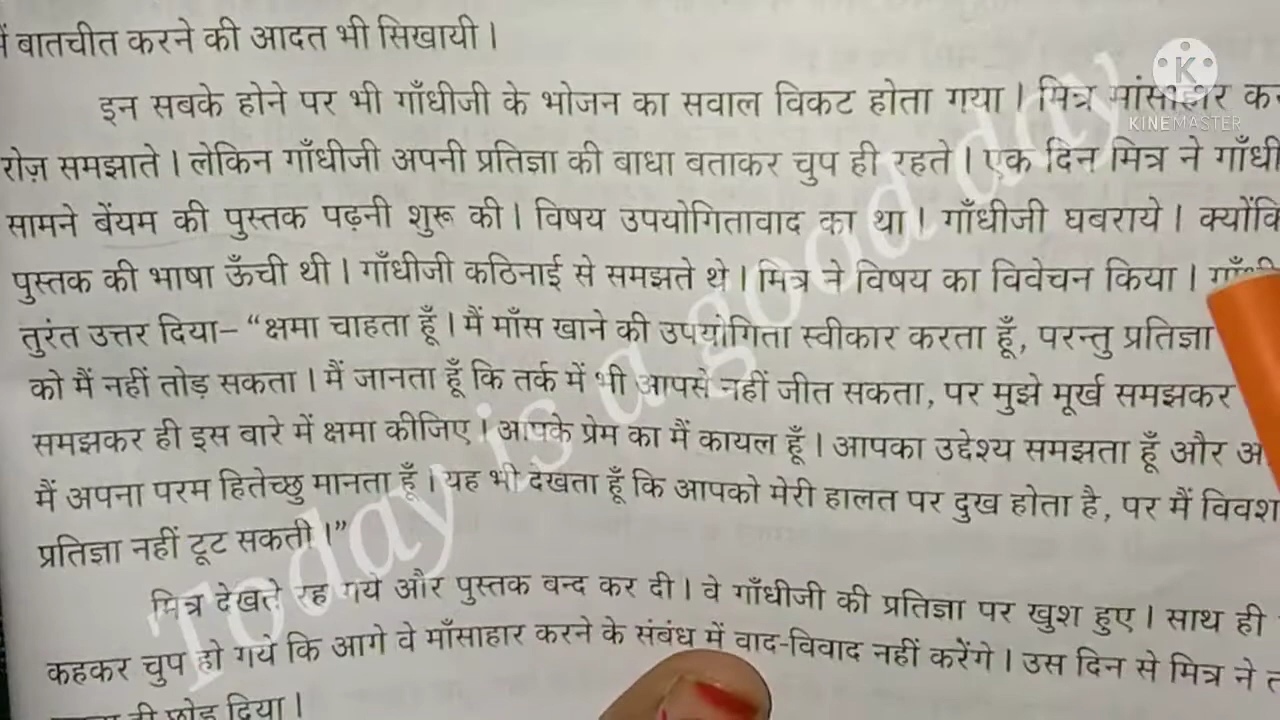 में बातचीत करने की आदत भी सिखायी।
इन सबके होने पर भी गाँधीजी के भोजन का सवाल विकट होता गया। मित्र मांसाहार
रोज़ समझाते। लेकिन गाँधीजी अपनी प्रतिज्ञा की बाधा बताकर चुप ही रहते। एक दिन मित्र ने
सामने बेंयम की पुस्तक पढ़नी शुरू की। विषय उपयोगितावाद का था। गाँधीजी घबराये।
पुस्तक की भाषा ऊँची थी। गाँधीजी कठिनाई से समझते थे। मित्र ने विषय का विवेचन किया।
तुरंत उत्तर दिया– “क्षमा चाहता हूँ। मैं माँस खाने की उपयोगिता स्वीकार करता हूँ, परन्तु प्रतिज्ञा
को मैं नहीं तोड़ सकता। मैं जानता हूँ कि तर्क में भी आपसे नहीं जीत सकता, पर मुझे मूर्ख समझकर
समझकर ही इस बारे में क्षमा कीजिए। आपके प्रेम का मैं कायल हूँ। आपका उद्देश्य समझता हूँ और
मैं अपना परम हितेच्छु मानता हूँ। यह भी देखता हूँ कि आपको मेरी हालत पर दुख होता है, पर मैं विवश
प्रतिज्ञा नहीं टूट सकती।”
मित्र देखते रह गये और पुस्तक बन्द कर दी। वे गाँधीजी की प्रतिज्ञा पर खुश हुए। साथ ही
कहकर चुप हो गये कि आगे वे माँसाहार करने के संबंध में वाद-विवाद नहीं करेंगे। उस दिन से मित्र ने
ही छोड़ दिया।
Today is a good day
K
KINEMASTER